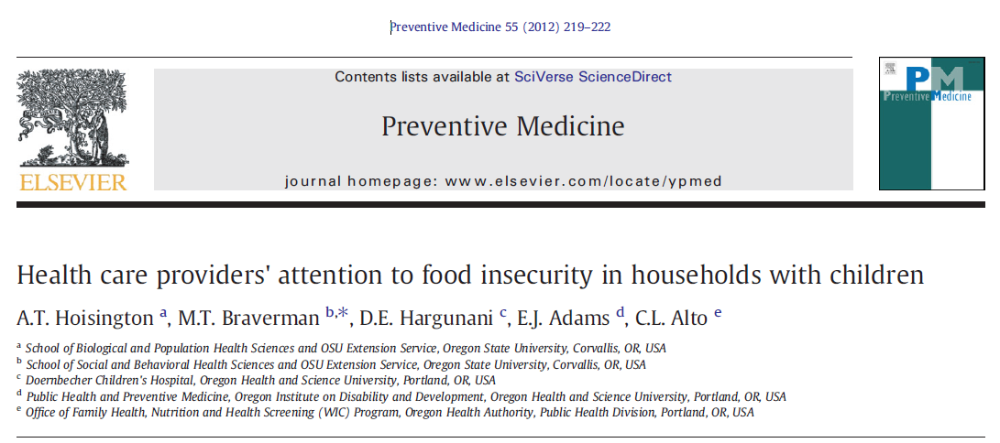 Preventive Medicine 55 (2012) 219–222
Contents lists available at SciVerse ScienceDirect
Preventive Medicine
journal homepage: www.elsevier.com/locate/ypmed
ELSEVIER
PM
Preventive Medicine
Health care providers' attention to food insecurity in households with children
A.T. Hoisington a, M.T. Braverman b,*, D.E. Hargunani c, E.J. Adams d, C.L. Alto e
a School of Biological and Population Health Sciences and OSU Extension Service, Oregon State University, Corvallis, OR, USA
b School of Social and Behavioral Health Sciences and OSU Extension Service, Oregon State University, Corvallis, OR, USA
c Doernbecher Children's Hospital, Oregon Health and Science University, Portland, OR, USA
d Public Health and Preventive Medicine, Oregon Institute on Disability and Development, Oregon Health and Science University, Portland, OR, USA
e Office of Family Health, Nutrition and Health Screening (WIC) Program, Oregon Health Authority, Public Health Division, Portland, OR, USA